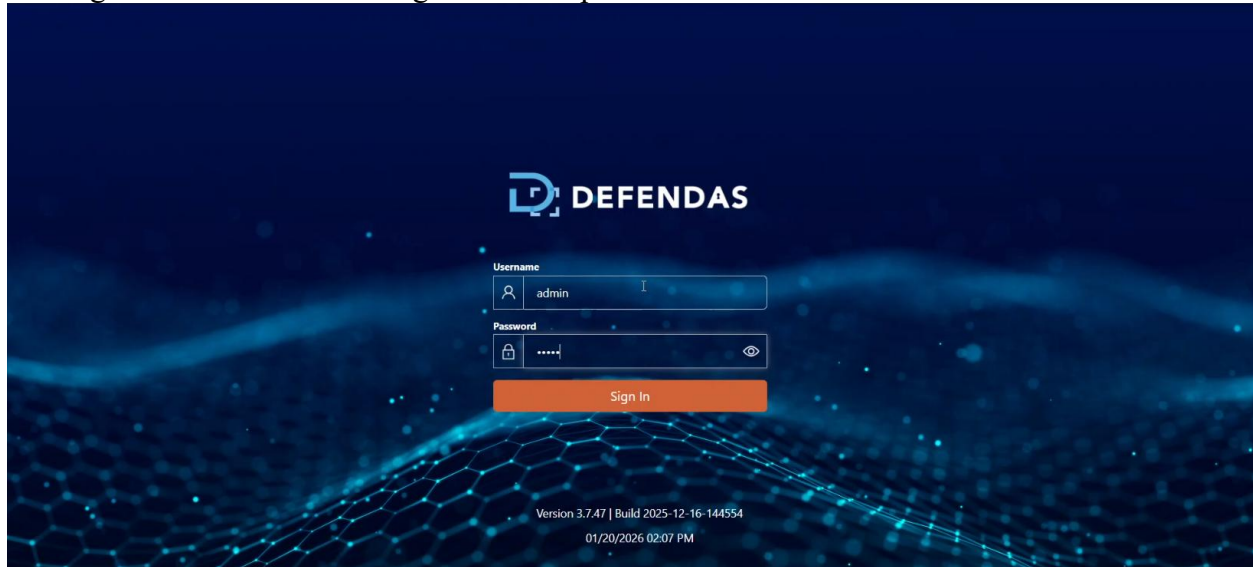 DEFENDAS
Username
admin
Password
•••••
Sign In
Version 3.7.47 | Build 2025-12-16-144554
01/20/2026 02:07 PM